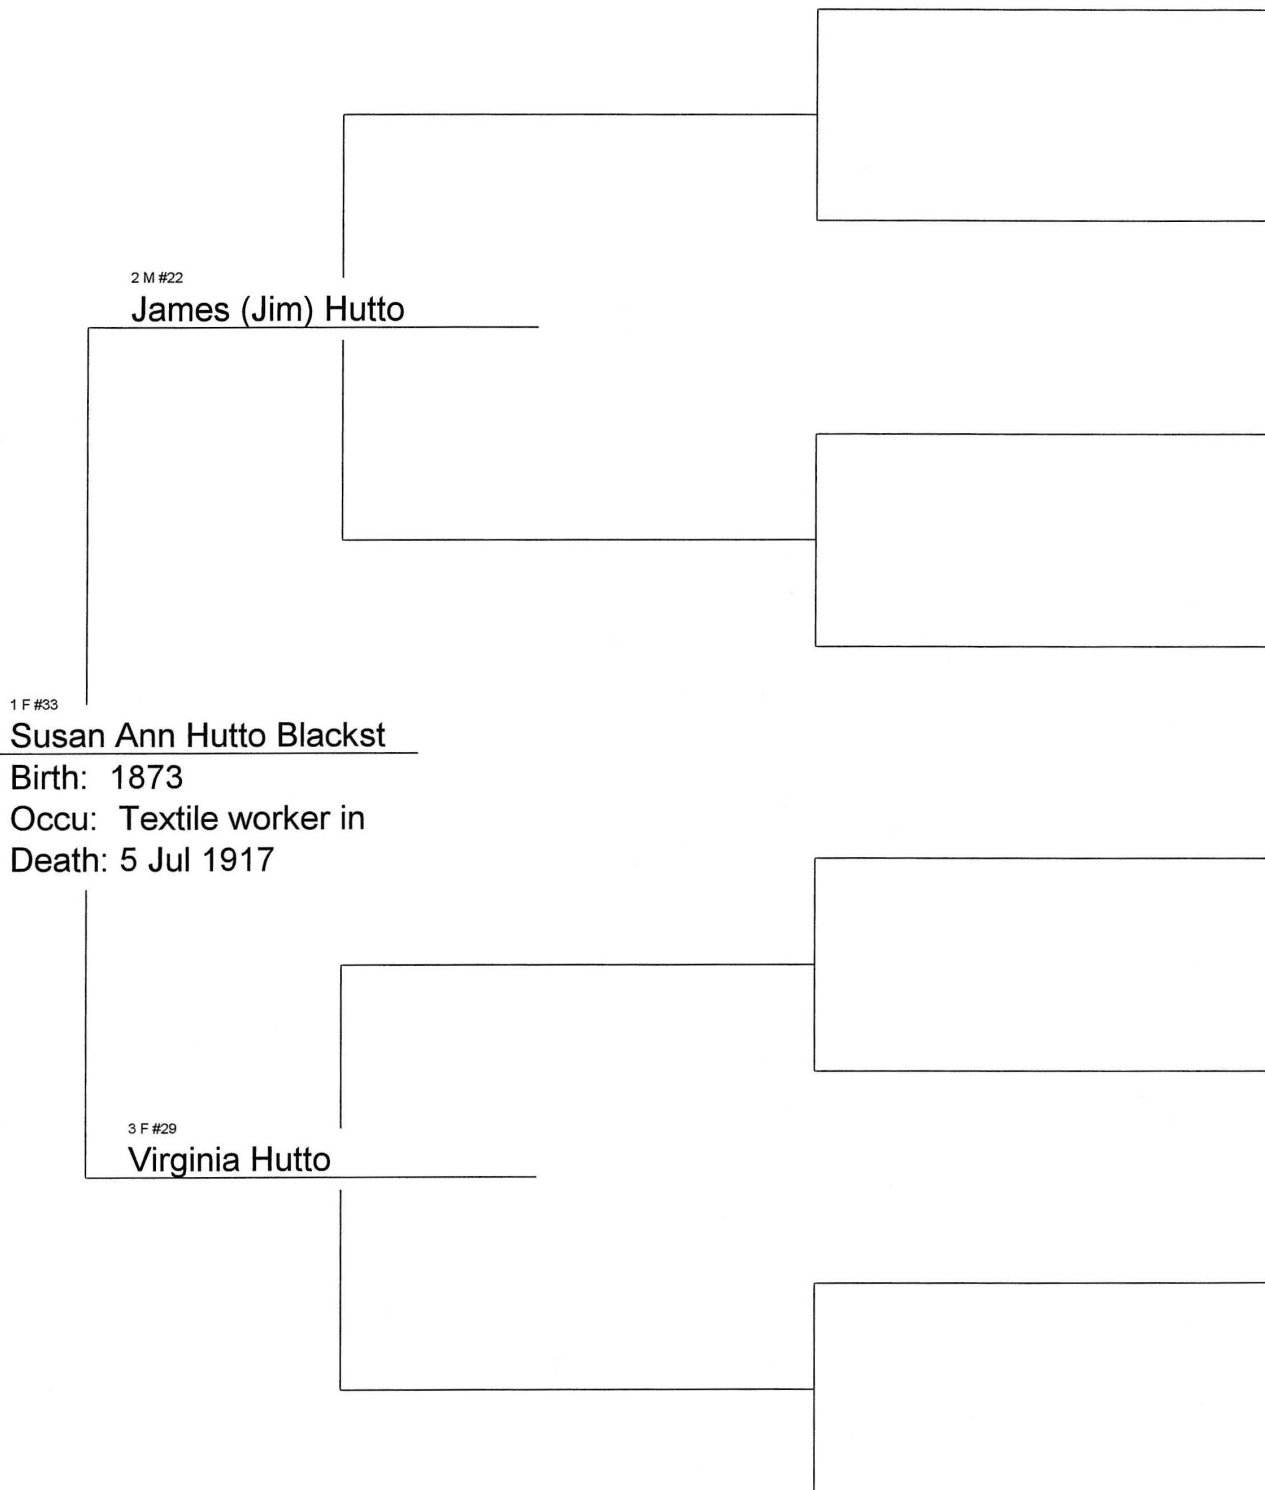 2 M #22
James (Jim) Hutto
1 F #33
Susan Ann Hutto Blackst
Birth: 1873
Occu: Textile worker in
Death: 5 Jul 1917
3 F #29
Virginia Hutto